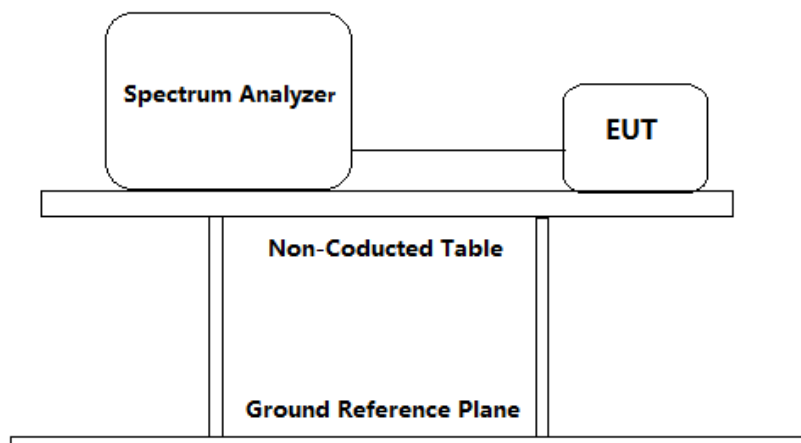 Spectrum Analyzer
EUT
Non-Coducted Table
Ground Reference Plane